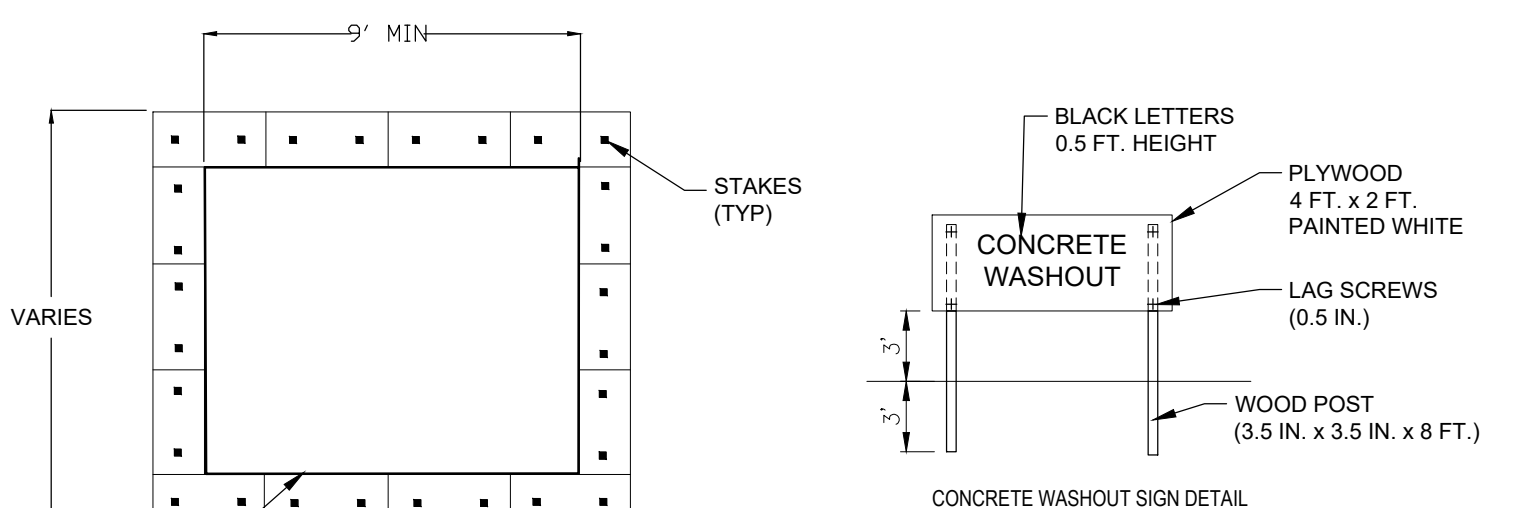 9' MIN
VARIES
STAKES
(TYP)
BLACK LETTERS
0.5 FT. HEIGHT
PLYWOOD
4 FT. x 2 FT.
PAINTED WHITE
CONCRETE
WASHOUT
LAG SCREWS
(0.5 IN.)
3'
3'
WOOD POST
(3.5 IN. x 3.5 IN. x 8 FT.)
CONCRETE WASHOUT SIGN DETAIL